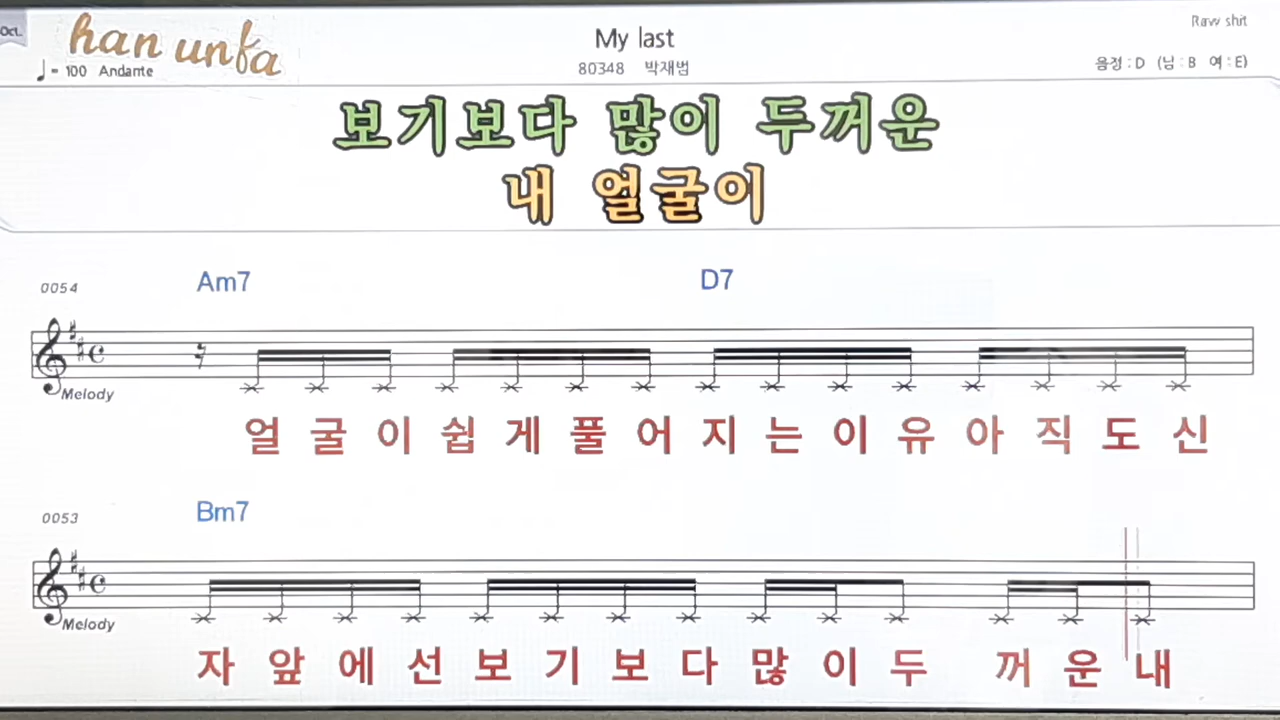 Oct.
han unfa
♩= 100 Andante
My last
80348 박재범
Raw shit
음정 : D (남 : B 여 : E)
보기보다 많이 두꺼운
내 얼굴이
0054
Am7 D7
Melody
얼 굴 이 쉽 게 풀 어 지 는 이 유 아 직 도 신
0053
Bm7
Melody
자 앞 에 선 보 기 보 다 많 이 두 꺼 운 내